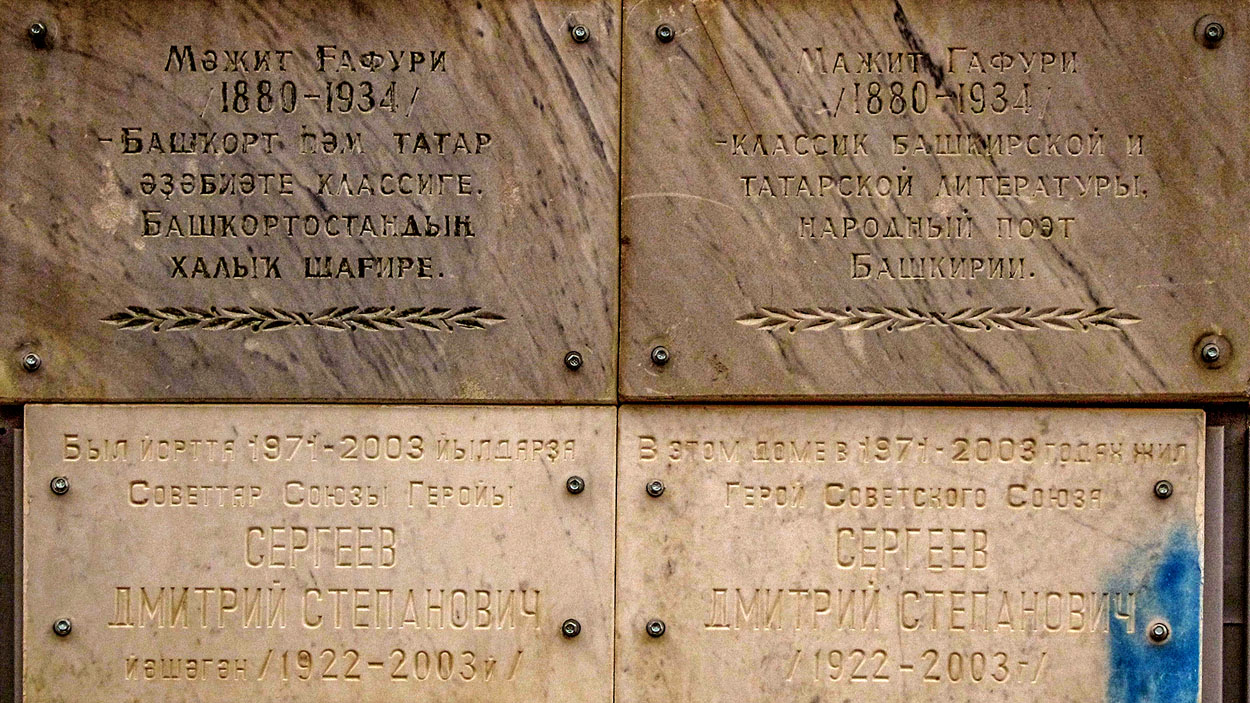 Мәжит Ғафури
/1880-1934/
-Башҡорт һәм татар
әҙәбиәте классиге.
Башҡортостандың
халыҡ шағире.
Мажит Гафури
/1880-1934/
-классик башкирской и
татарской литературы,
народный поэт
Башкирии.
Был йортта 1971-2003 йылдарҙа
Советтар Союзы Геройы
СЕРГЕЕВ
ДМИТРИЙ СТЕПАНОВИЧ
йәшәгән /1922-2003й/
В этом доме в 1971-2003 годах жил
Герой Советского Союза
СЕРГЕЕВ
ДМИТРИЙ СТЕПАНОВИЧ
/1922-2003г/